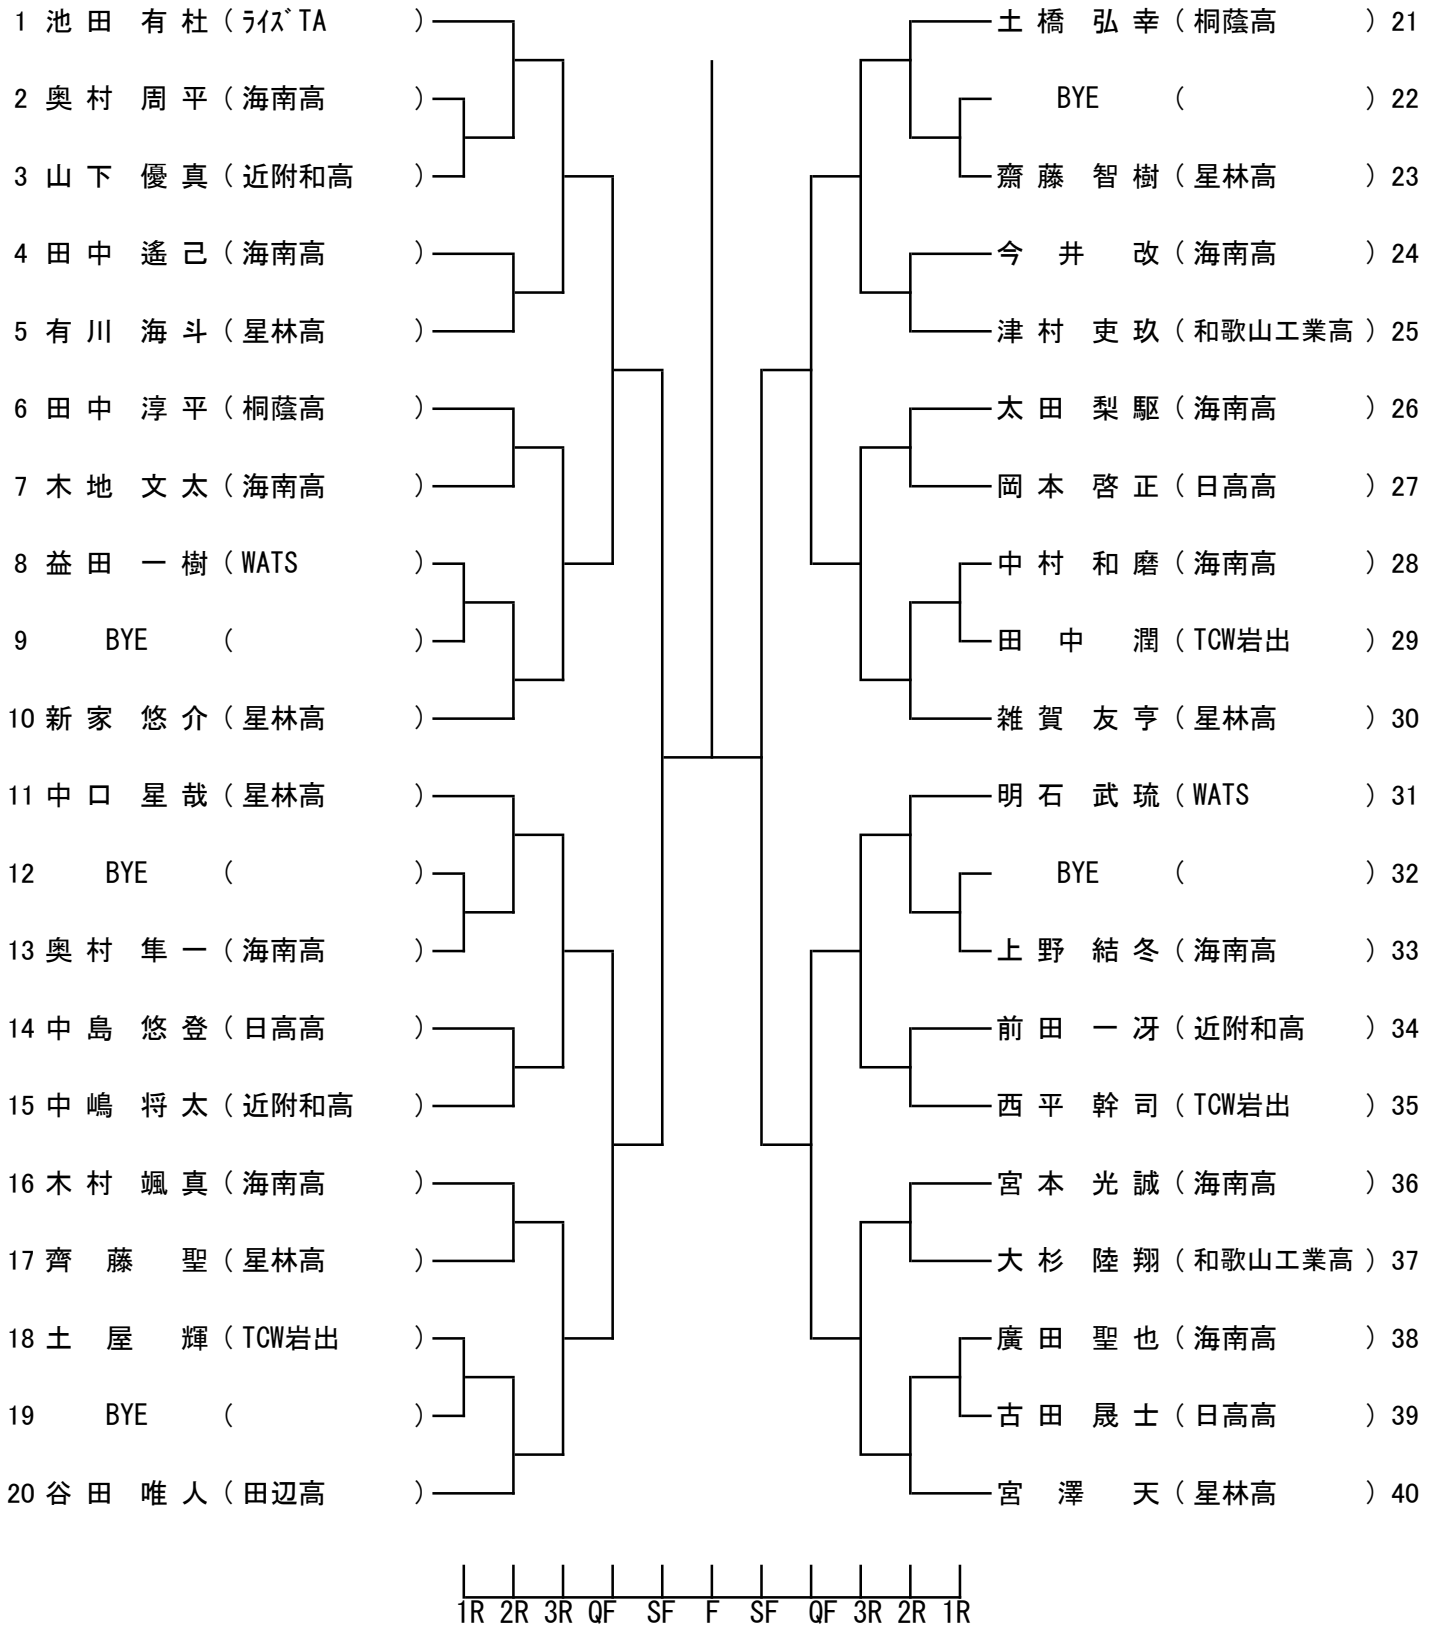 1 池田 有杜 ( ﾗｲｽﾞTA )
2 奥村 周平 ( 海南高 )
3 山下 優真 ( 近附和高 )
4 田中 遙己 ( 海南高 )
5 有川 海斗 ( 星林高 )
6 田中 淳平 ( 桐蔭高 )
7 木地 文太 ( 海南高 )
8 益田 一樹 ( WATS )
9 BYE ( )
10 新家 悠介 ( 星林高 )
11 中口 星哉 ( 星林高 )
12 BYE ( )
13 奥村 隼一 ( 海南高 )
14 中島 悠登 ( 日高高 )
15 中嶋 将太 ( 近附和高 )
16 木村 颯真 ( 海南高 )
17 齊藤 聖 ( 星林高 )
18 土屋 輝 ( TCW岩出 )
19 BYE ( )
20 谷田 唯人 ( 田辺高 )
土橋 弘幸 ( 桐蔭高 ) 21
BYE ( ) 22
齋藤 智樹 ( 星林高 ) 23
今井 改 ( 海南高 ) 24
津村 吏玖 ( 和歌山工業高 ) 25
太田 梨駆 ( 海南高 ) 26
岡本 啓正 ( 日高高 ) 27
中村 和磨 ( 海南高 ) 28
田中 潤 ( TCW岩出 ) 29
雑賀 友亨 ( 星林高 ) 30
明石 武琉 ( WATS ) 31
BYE ( ) 32
上野 結冬 ( 海南高 ) 33
前田 一冴 ( 近附和高 ) 34
西平 幹司 ( TCW岩出 ) 35
宮本 光誠 ( 海南高 ) 36
大杉 陸翔 ( 和歌山工業高 ) 37
廣田 聖也 ( 海南高 ) 38
古田 晟士 ( 日高高 ) 39
宮澤 天 ( 星林高 ) 40
1R 2R 3R QF SF F SF QF 3R 2R 1R